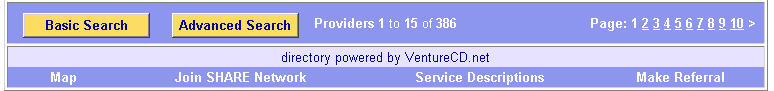 Basic Search Advanced Search Providers 1 to 15 of 386 Page: 1 2 3 4 5 6 7 8 9 10 >
directory powered by VentureCD.net
Map Join SHARE Network Service Descriptions Make Referral